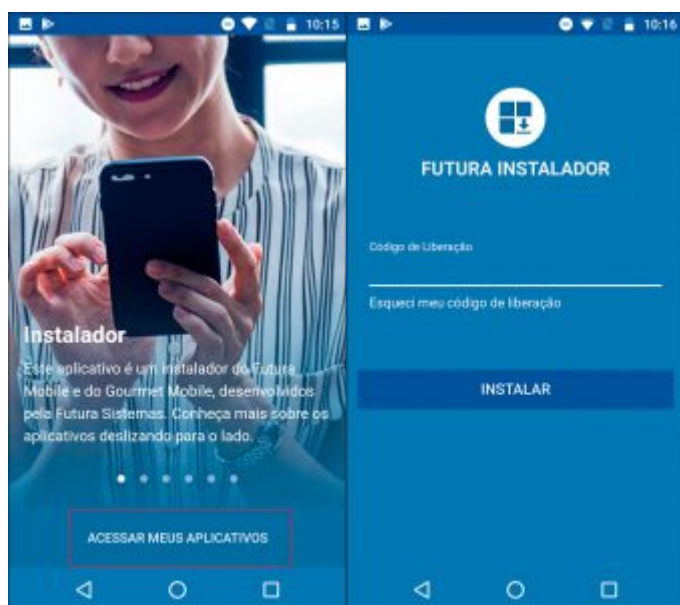 10:15
Instalador
Este aplicativo é um instalador do Futura
Mobile e do Gourmet Mobile, desenvolvidos
pela Futura Sistemas. Conheça mais sobre os
aplicativos deslizando para o lado.
ACESSAR MEUS APLICATIVOS
10:16
FUTURA INSTALADOR
Código de Liberação
Esqueci meu código de liberação
INSTALAR